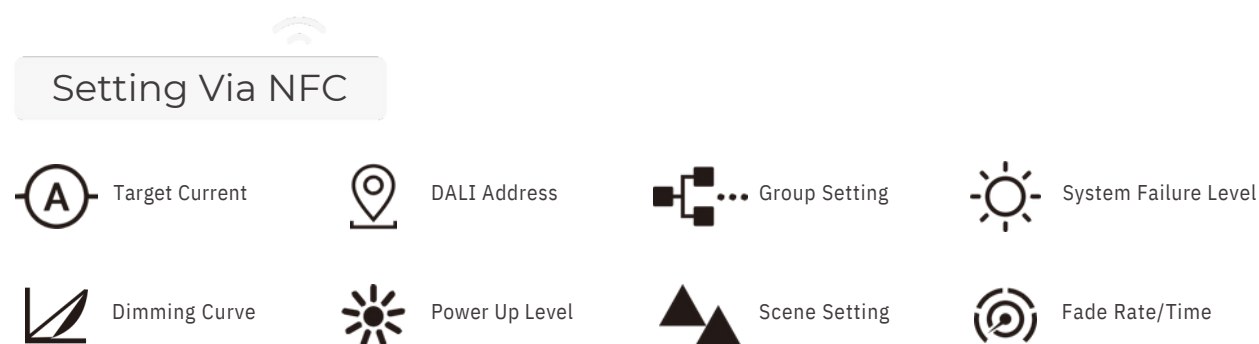 Setting Via NFC
A Target Current
DALI Address
Group Setting
System Failure Level
Dimming Curve
Power Up Level
Scene Setting
Fade Rate/Time